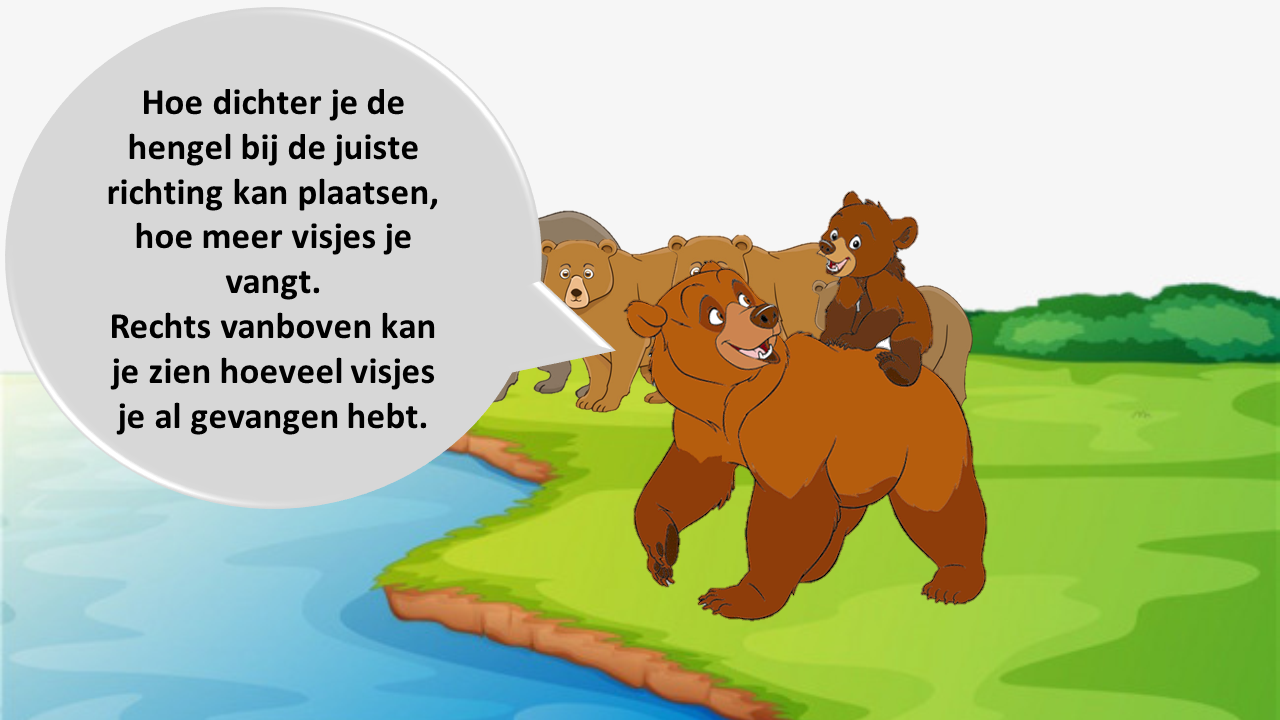 Hoe dichter je de
hengel bij de juiste
richting kan plaatsen,
hoe meer visjes je
vangt.
Rechts vanboven kan
je zien hoeveel visjes
je al gevangen hebt.